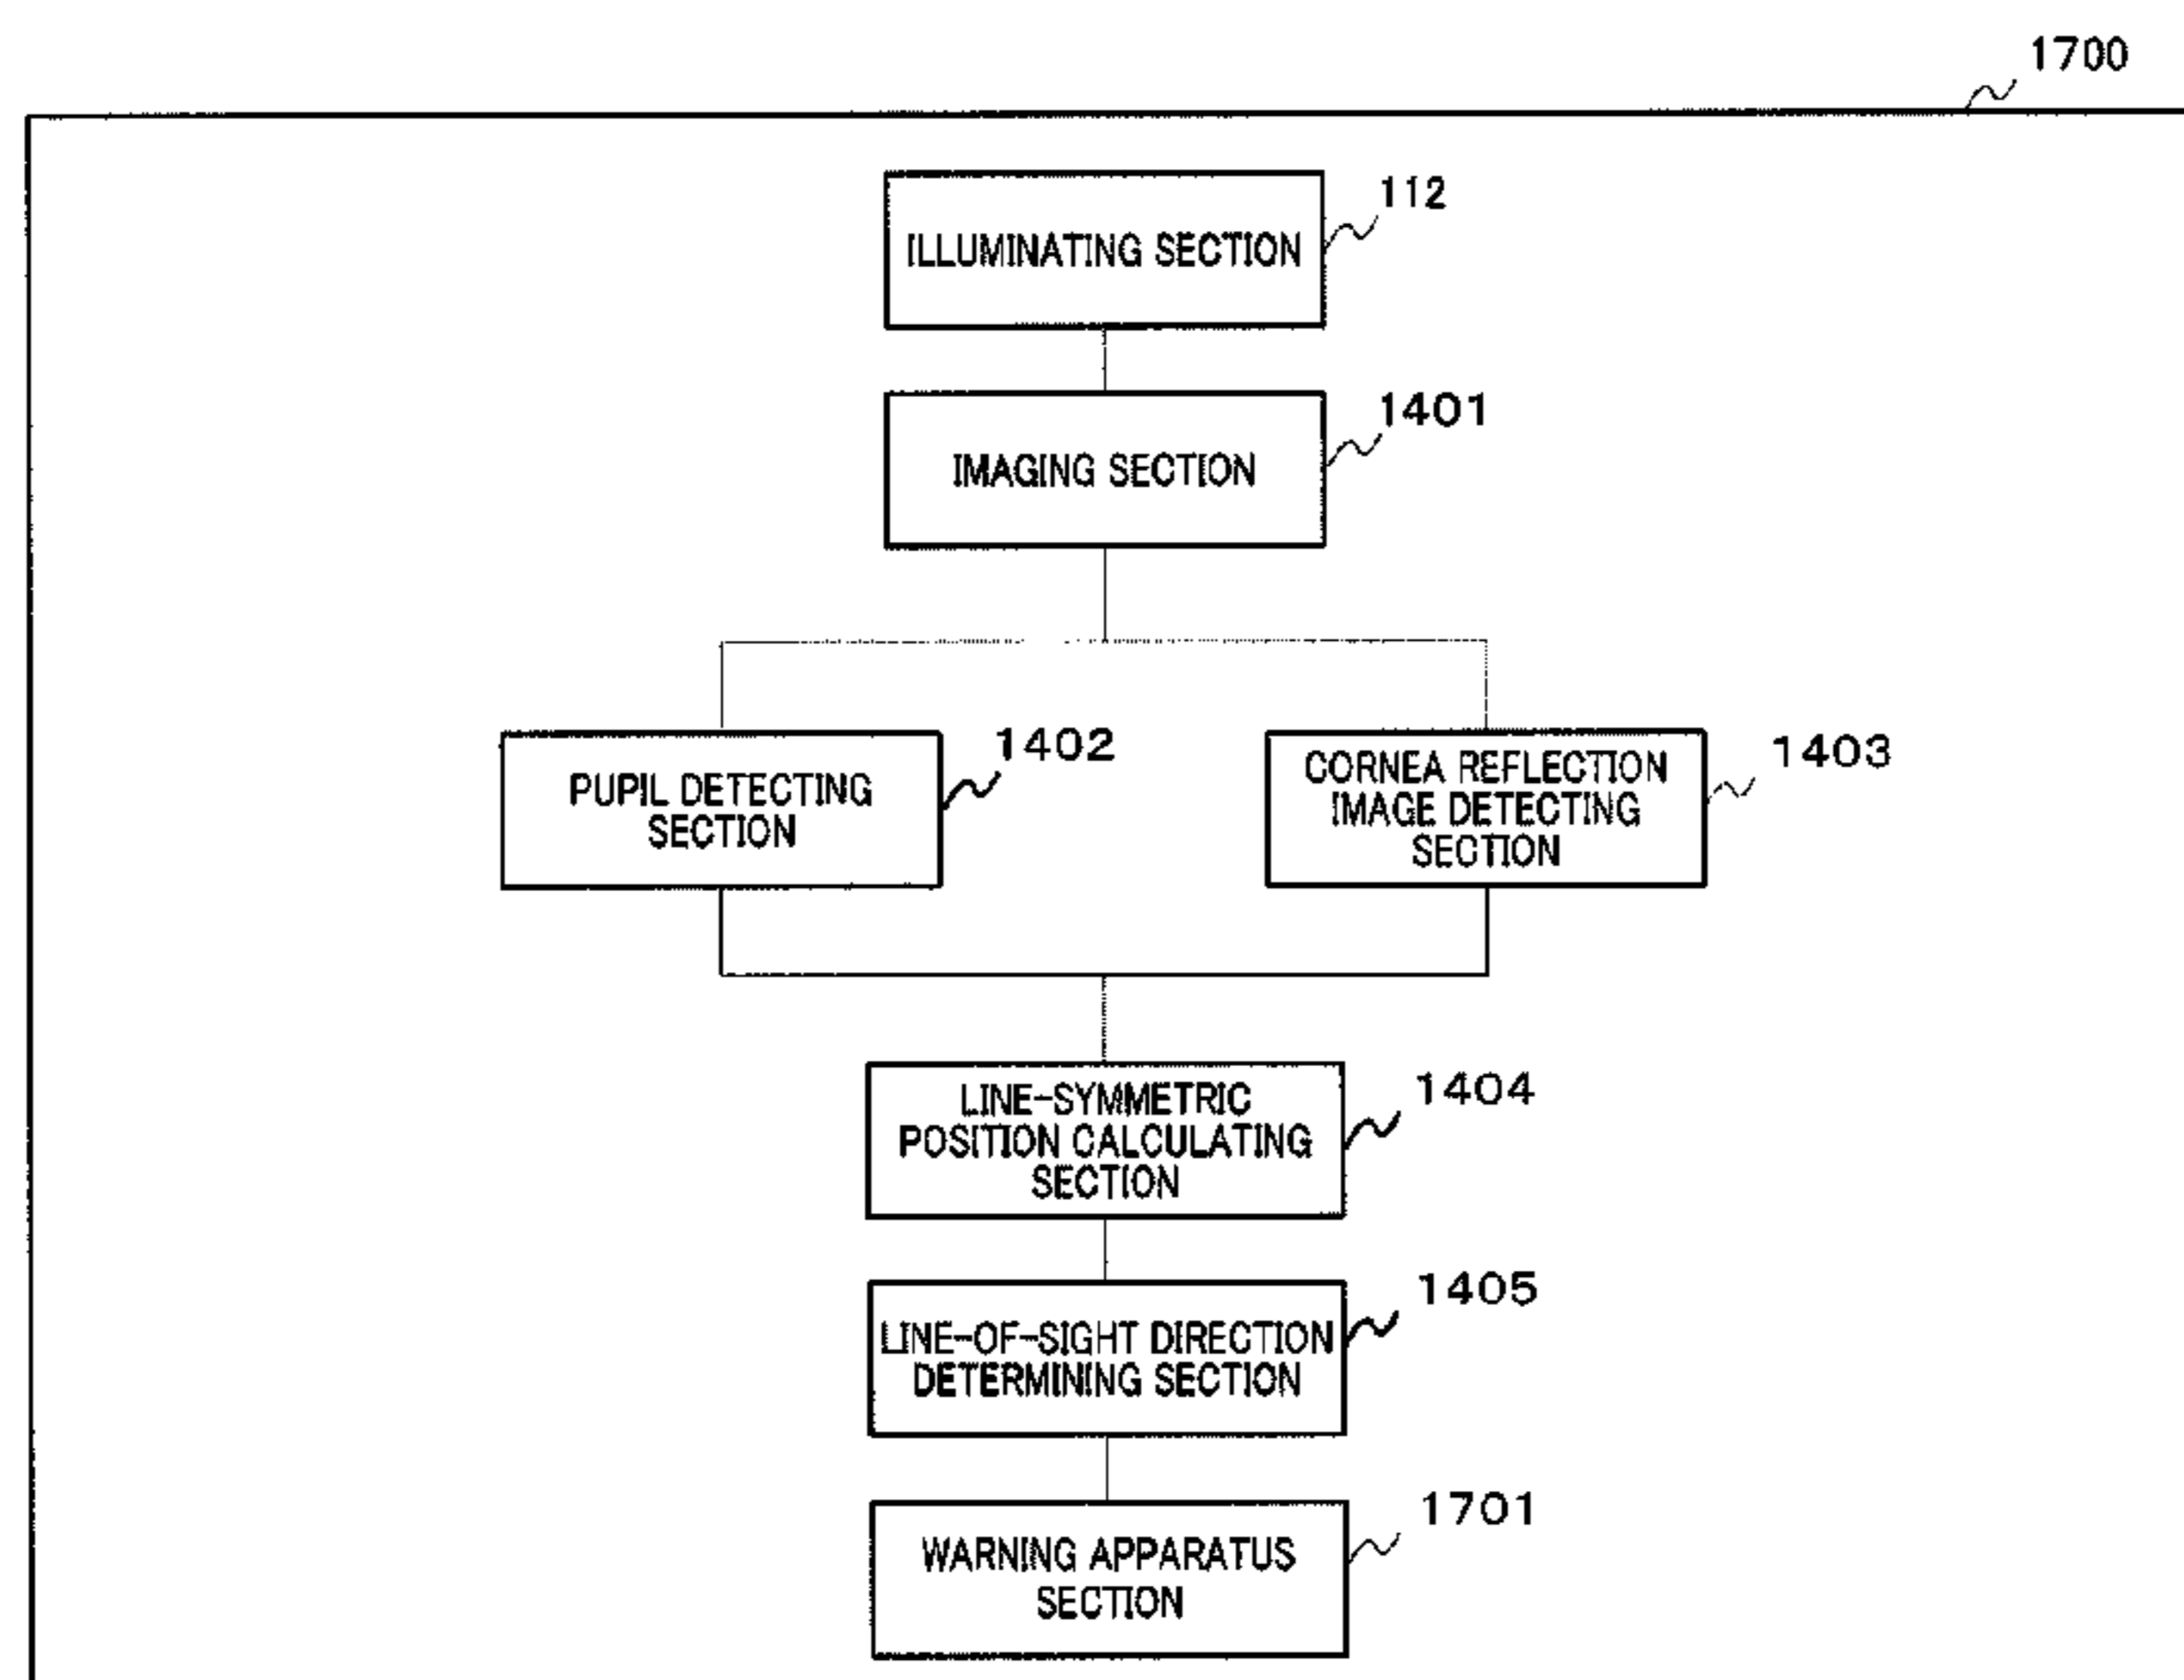 1700
ILLUMINATING SECTION
112
IMAGING SECTION
1401
PUPIL DETECTING
SECTION
1402
CORNEA REFLECTION
IMAGE DETECTING
SECTION
1403
LINE-SYMMETRIC
POSITION CALCULATING
SECTION
1404
LINE-OF-SIGHT DIRECTION
DETERMINING SECTION
1405
WARNING APPARATUS
SECTION
1701